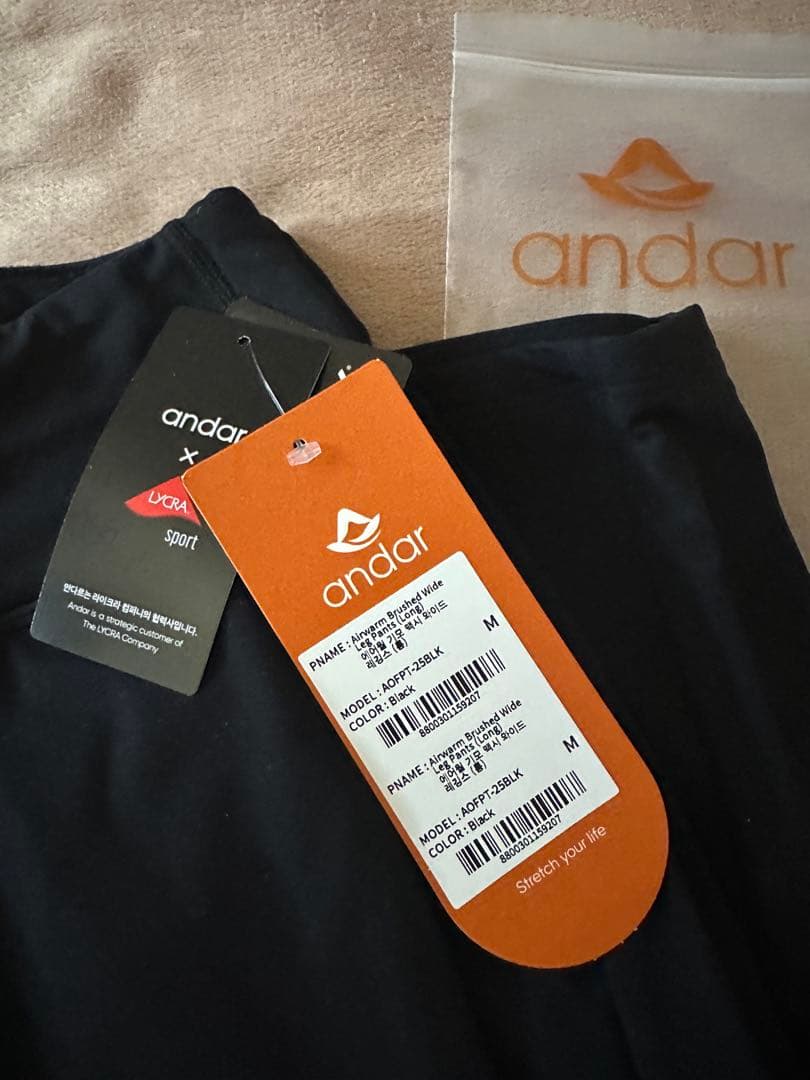 andar
andar
×
LYCRA
sport
안다르는 라이크라 컴퍼니의 협력사입니다.
Andar is a strategic customer of
The LYCRA Company
andar
PNAME : Airwarm Brushed Wide
Leg Pants (Long)
에어웜 기모 맥시 와이드
레깅스 (롱)
M
MODEL : AOFPT-25BLK
COLOR : Black
8800301159207
PNAME : Airwarm Brushed Wide
Leg Pants (Long)
에어웜 기모 맥시 와이드
레깅스 (롱)
M
MODEL : AOFPT-25BLK
COLOR : Black
8800301159207
Stretch your life